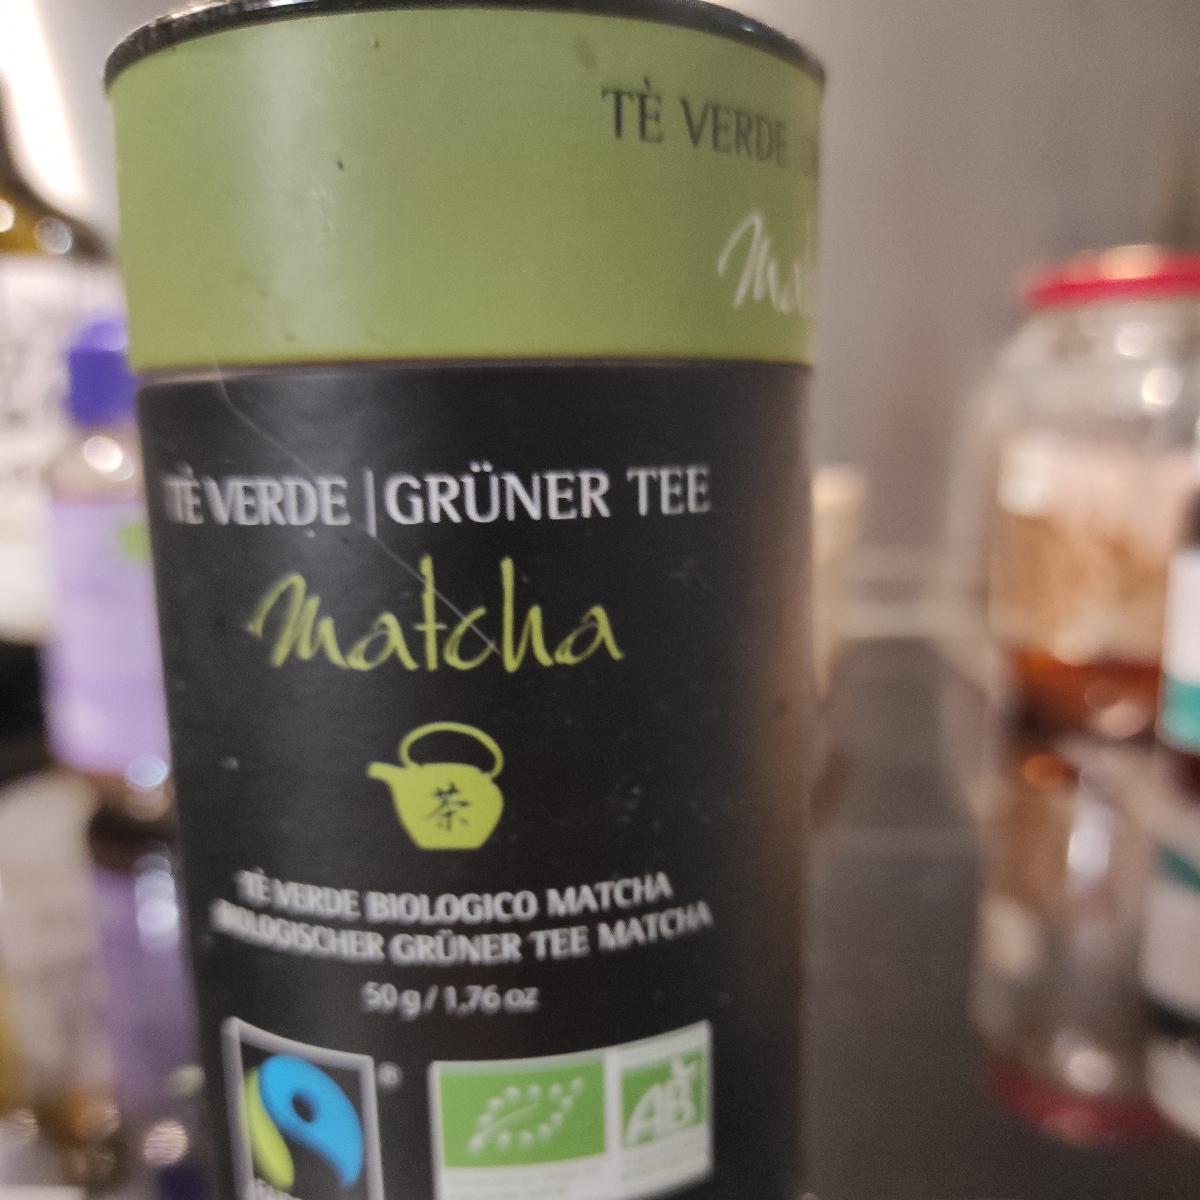 TÈ VERDE
TÈ VERDE | GRÜNER TEE
Matcha
茶
TÈ VERDE BIOLOGICO MATCHA
BIOLOGISCHER GRÜNER TEE MATCHA
50 g / 1,76 oz
AB